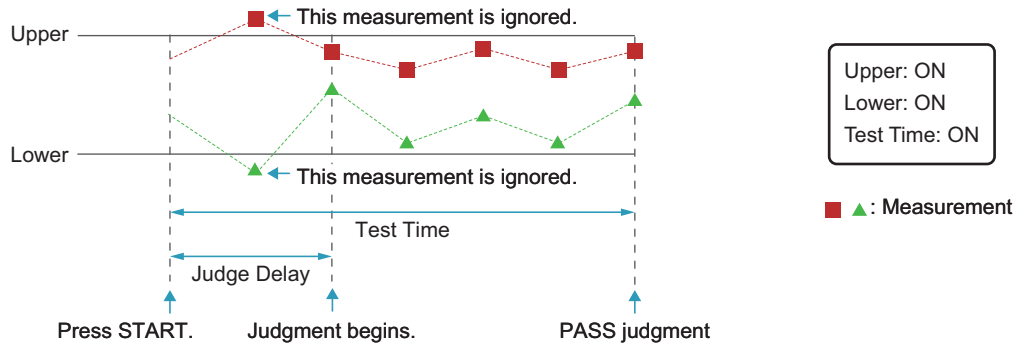 This measurement is ignored.
Upper
Lower
This measurement is ignored.
Test Time
Judge Delay
Press START.
Judgment begins.
PASS judgment
Upper: ON
Lower: ON
Test Time: ON
: Measurement